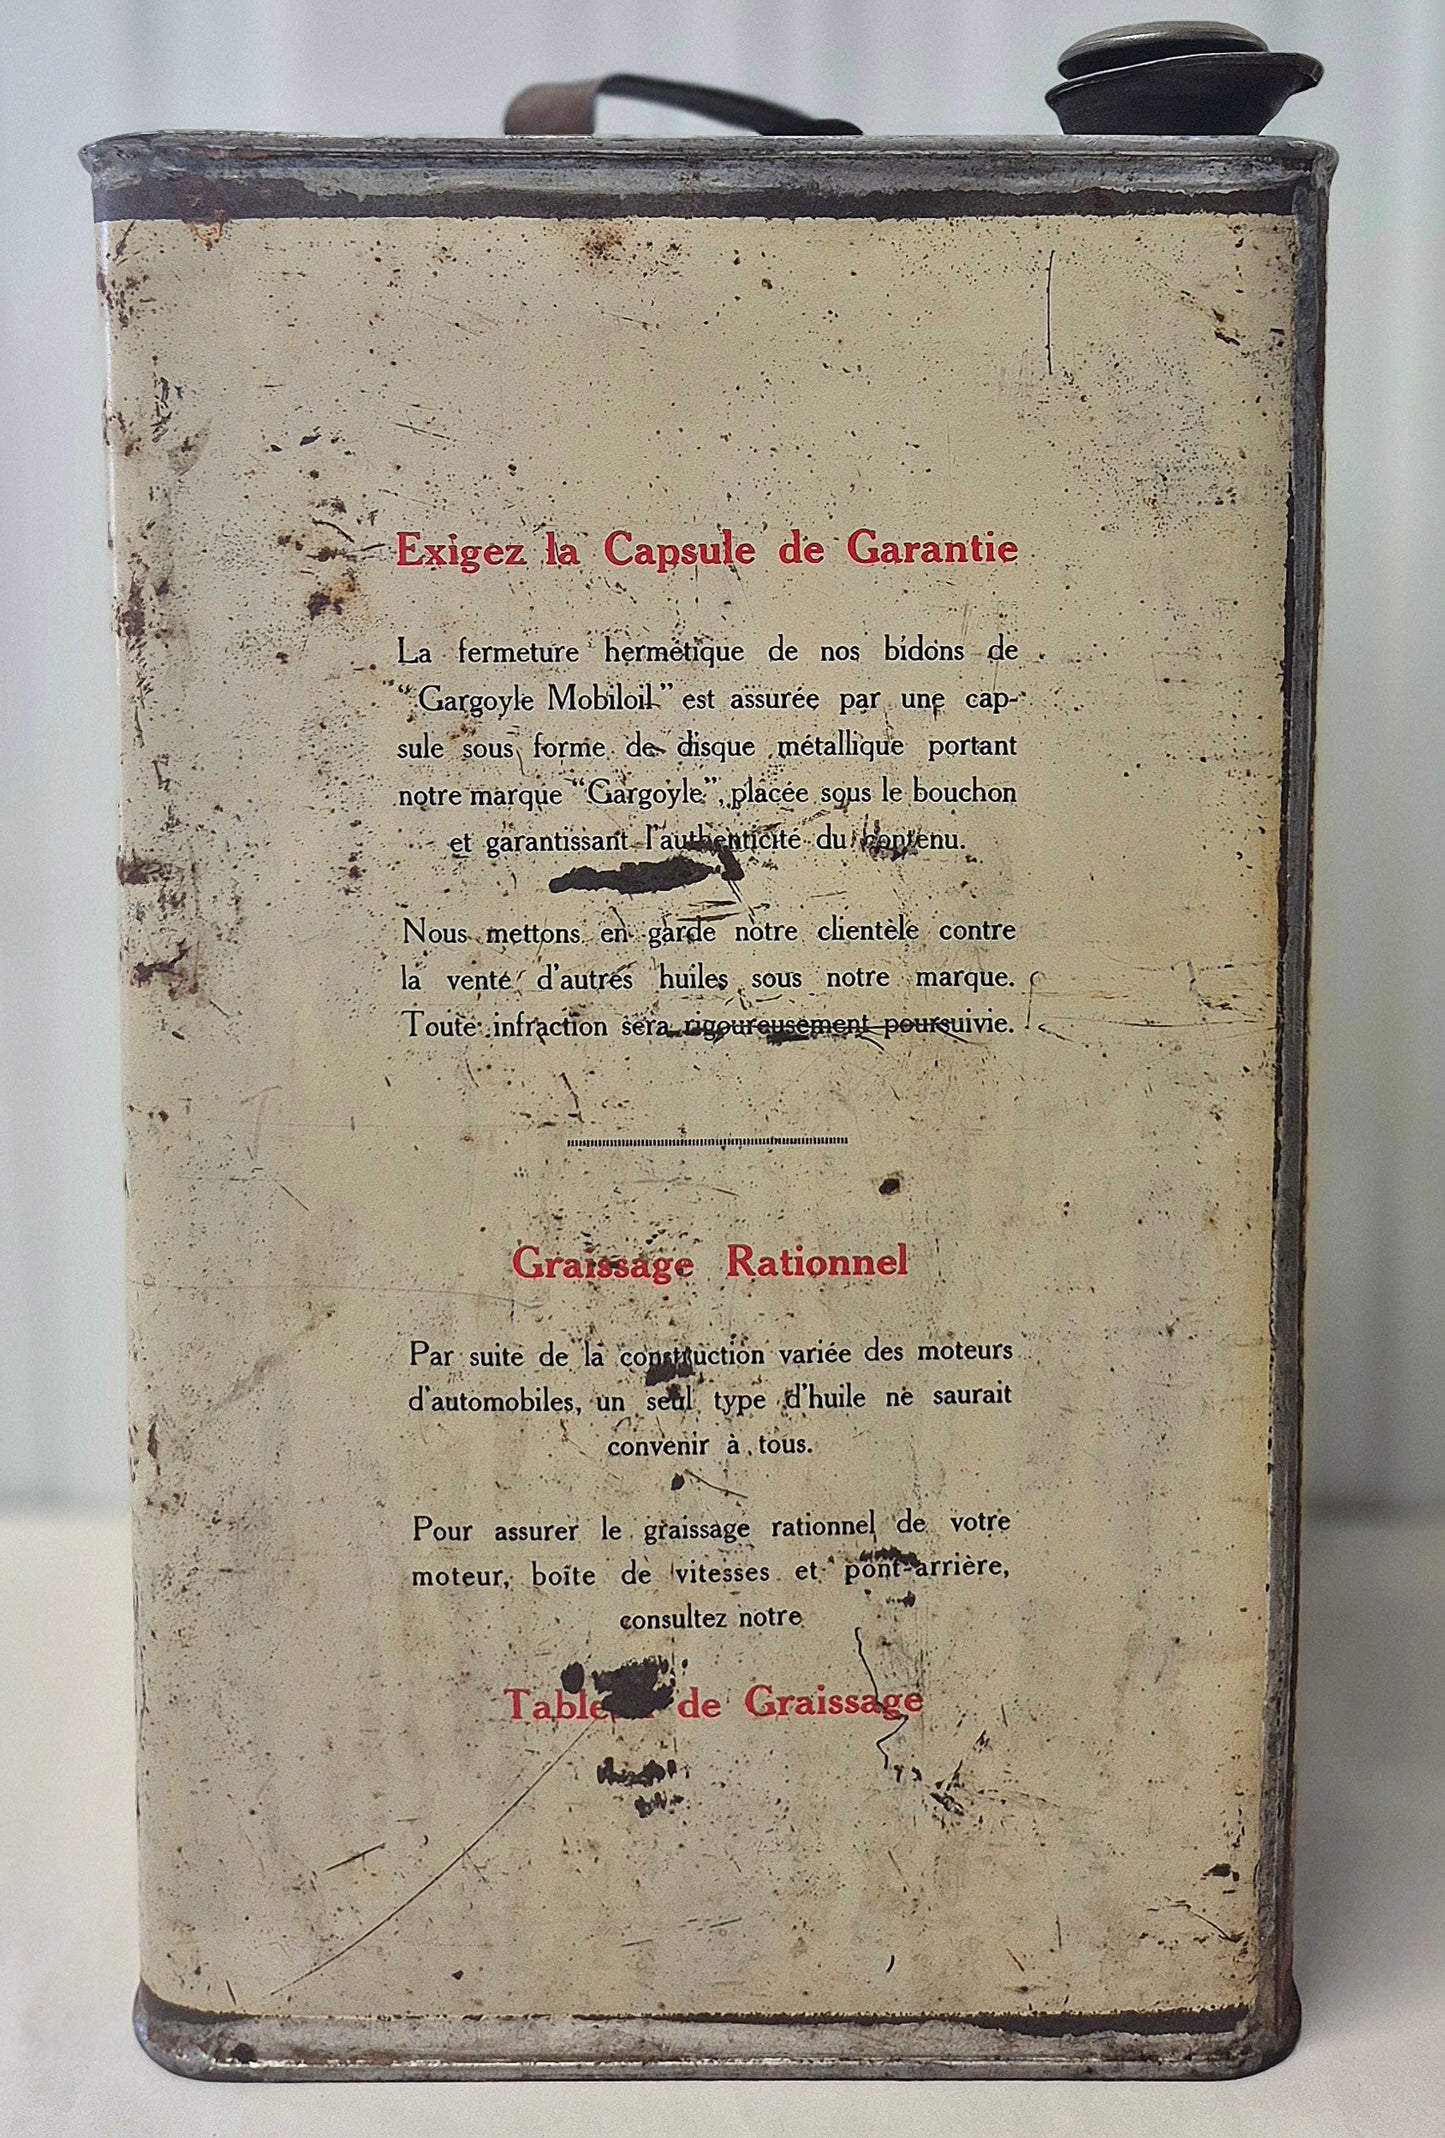 Exigez la Capsule de Garantie
La fermeture hermétique de nos bidons de
“Gargoyle Mobiloil” est assurée par une cap-
sule sous forme de disque métallique portant
notre marque “Gargoyle”, placée sous le bouchon
et garantissant l'authenticité du contenu.
Nous mettons en garde notre clientèle contre
la vente d'autres huiles sous notre marque.
Toute infraction sera rigoureusement poursuivie.
Graissage Rationnel
Par suite de la construction variée des moteurs
d'automobiles, un seul type d'huile ne saurait
convenir à tous.
Pour assurer le graissage rationnel de votre
moteur, boîte de vitesses et pont-arrière,
consultez notre
Tableau de Graissage